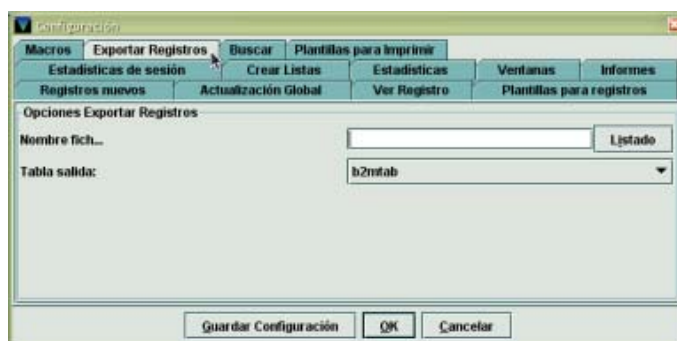 Configuración
Macros Exportar Registros Buscar Plantillas para Imprimir
Estadísticas de sesión Crear Listas Estadísticas Ventanas Informes
Registros nuevos Actualización Global Ver Registro Plantillas para registros
Opciones Exportar Registros
Nombre fich... Listado
Tabla salida: b2mtab
Guardar Configuración OK Cancelar